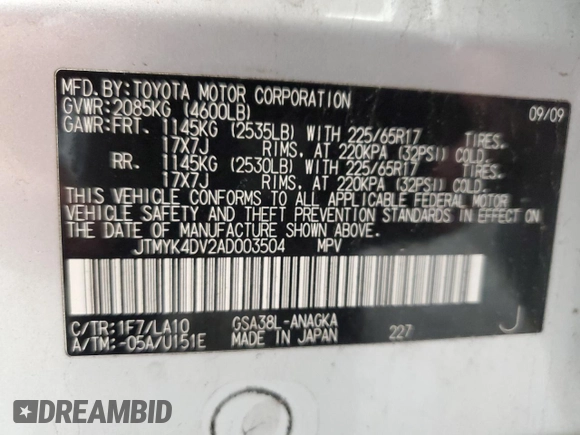 MFD.BY:TOYOTA MOTOR CORPORATION 09/09
GVWR:2085KG (4600LB)
GAWR:FRT. 1145KG (2535LB) WITH 225/65R17 TIRES.
17X7J RIMS. AT 220KPA (32PSI) COLD.
RR. 1145KG (2530LB) WITH 225/65R17 TIRES.
17X7J RIMS. AT 220KPA (32PSI) COLD.
THIS VEHICLE CONFORMS TO ALL APPLICABLE FEDERAL MOTOR
VEHICLE SAFETY AND THEFT PREVENTION STANDARDS IN EFFECT ON
THE DATE OF MANUFACTURE SHOWN ABOVE.
JTMYK4DV2AD003504 MPV
C/TR:1F7/LA10 GSA38L-ANAGKA
A/TM:-05A/U151E MADE IN JAPAN 227 J
DREAMBID